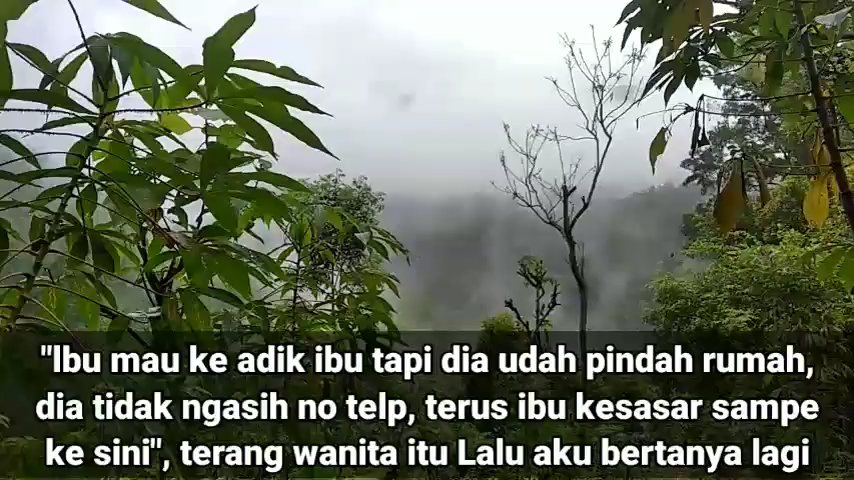 "Ibu mau ke adik ibu tapi dia udah pindah rumah,
dia tidak ngasih no telp, terus ibu kesasar sampe
ke sini", terang wanita itu Lalu aku bertanya lagi